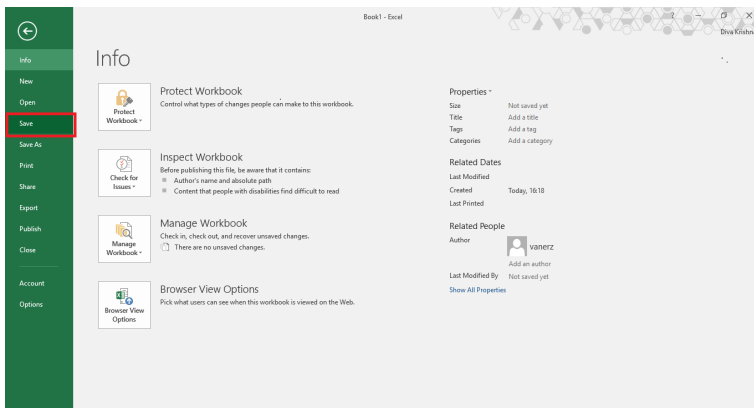 Book1 - Excel
?
Diva Krishna
Info
New
Open
Save
Save As
Print
Share
Export
Publish
Close
Account
Options
Info
Protect Workbook
Protect Workbook
Control what types of changes people can make to this workbook.
Check for Issues
Inspect Workbook
Before publishing this file, be aware that it contains:
Author's name and absolute path
Content that people with disabilities find difficult to read
Manage Workbook
Manage Workbook
Check in, check out, and recover unsaved changes.
There are no unsaved changes.
Browser View Options
Browser View Options
Pick what users can see when this workbook is viewed on the Web.
Properties
Size Not saved yet
Title Add a title
Tags Add a tag
Categories Add a category
Related Dates
Last Modified
Created Today, 16:18
Last Printed
Related People
Author vanerz
Add an author
Last Modified By Not saved yet
Show All Properties